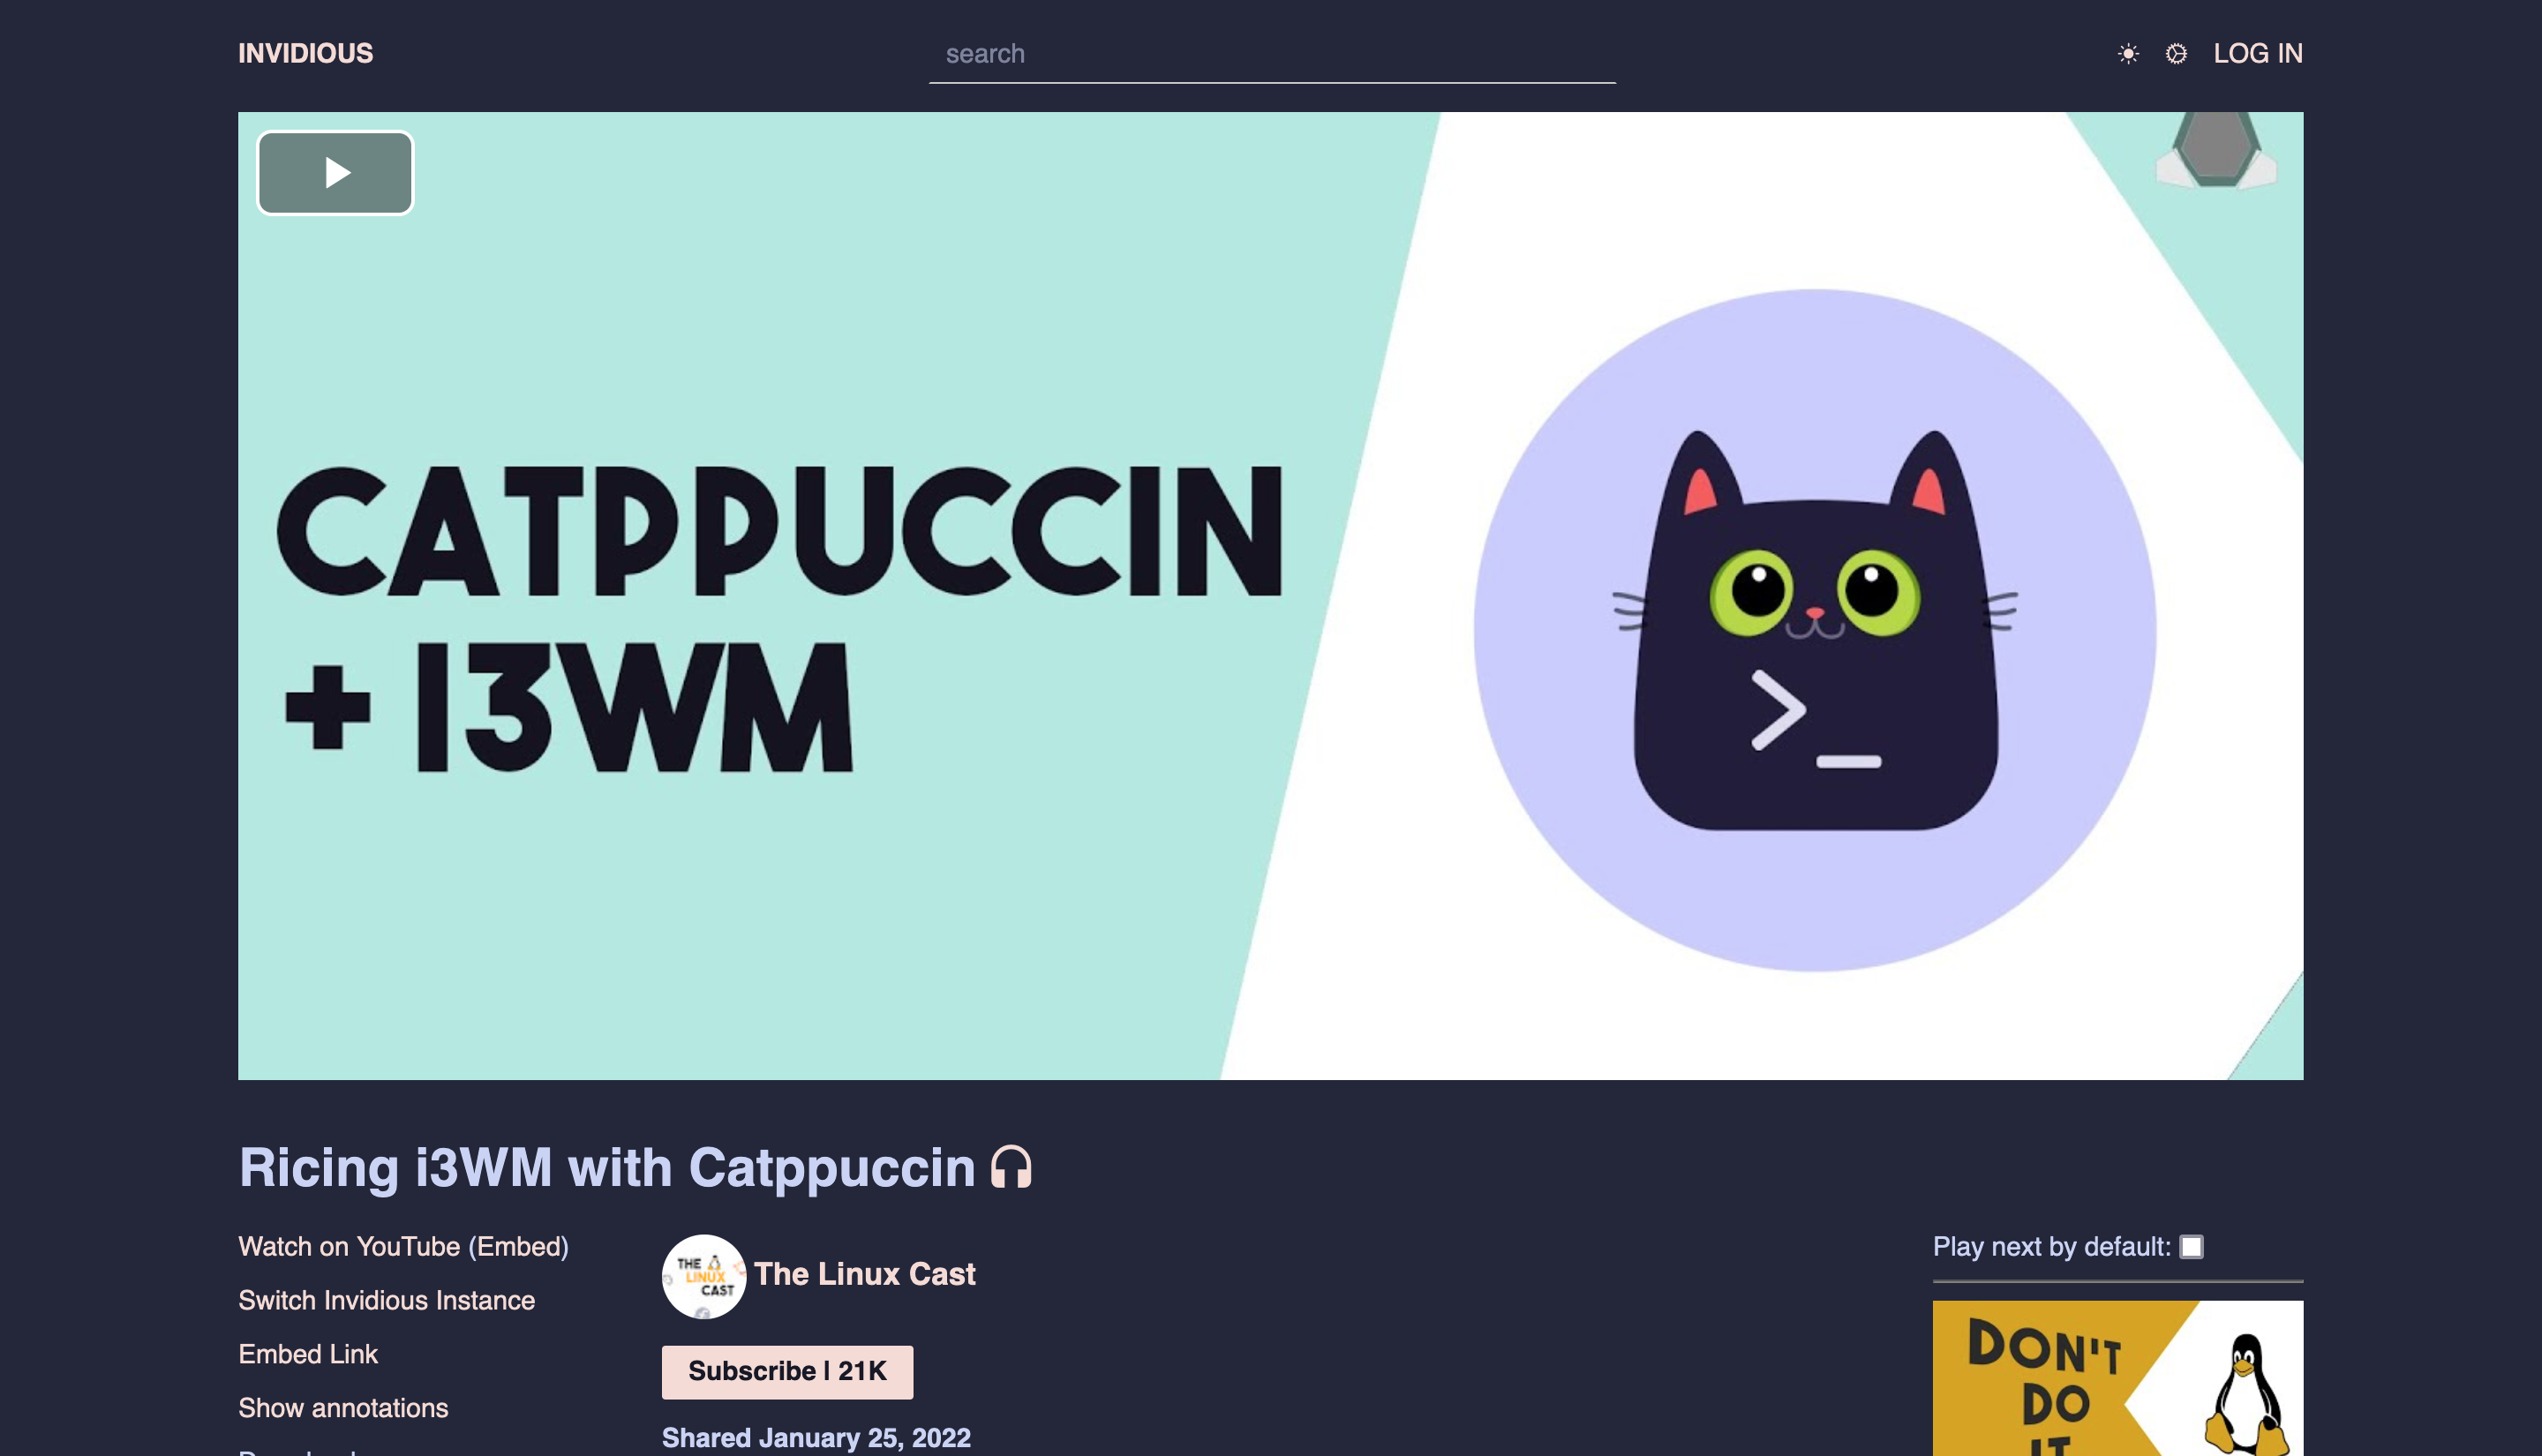 INVIDIOUS
search
LOG IN
CATPPUCCIN
+ I3WM
>_
Ricing i3WM with Catppuccin
Watch on YouTube (Embed)
Switch Invidious Instance
Embed Link
Show annotations
THE
LINUX
CAST
The Linux Cast
Subscribe | 21K
Shared January 25, 2022
Play next by default:
DON'T
DO
IT